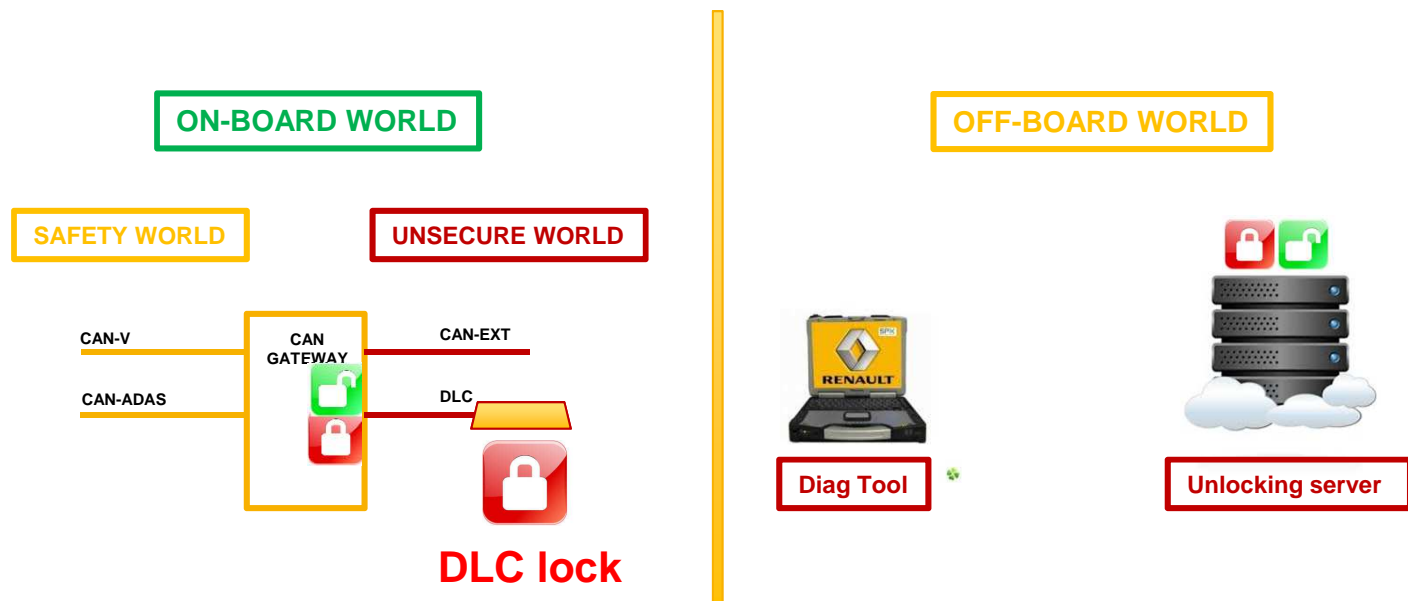 ON-BOARD WORLD
OFF-BOARD WORLD
SAFETY WORLD
UNSECURE WORLD
CAN-V
CAN
GATEWAY
CAN-EXT
CAN-ADAS
DLC
RENAULT
Diag Tool
Unlocking server
DLC lock